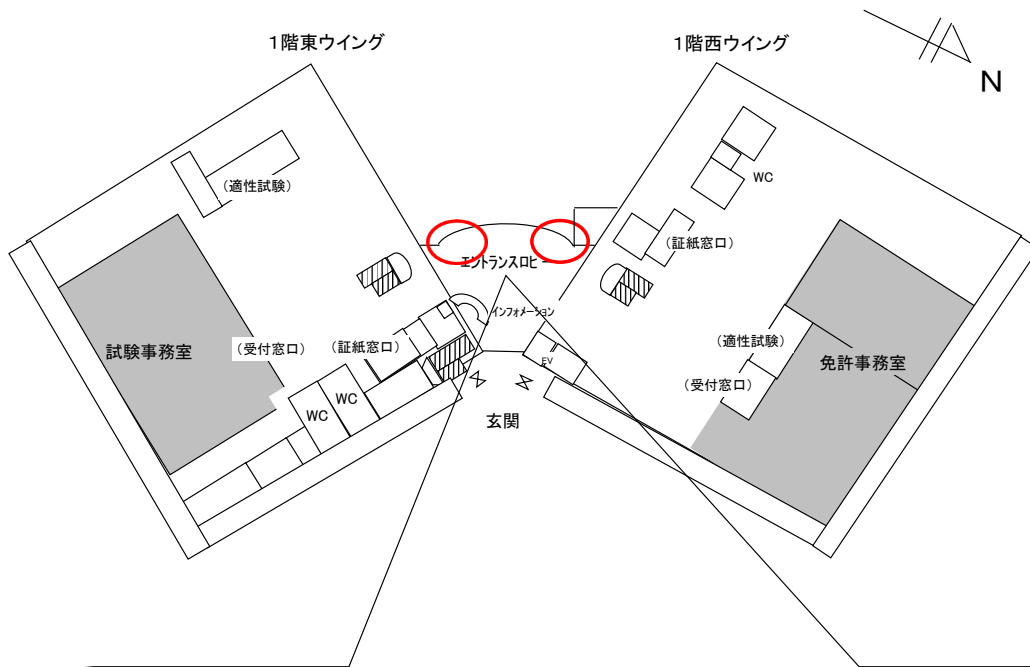 1階東ウイング
1階西ウイング
N
(適性試験)
WC
(証紙窓口)
エントランスロビー
インフォメーション
試験事務室
(受付窓口)
(証紙窓口)
(適性試験)
免許事務室
EV
(受付窓口)
WC
WC
玄関